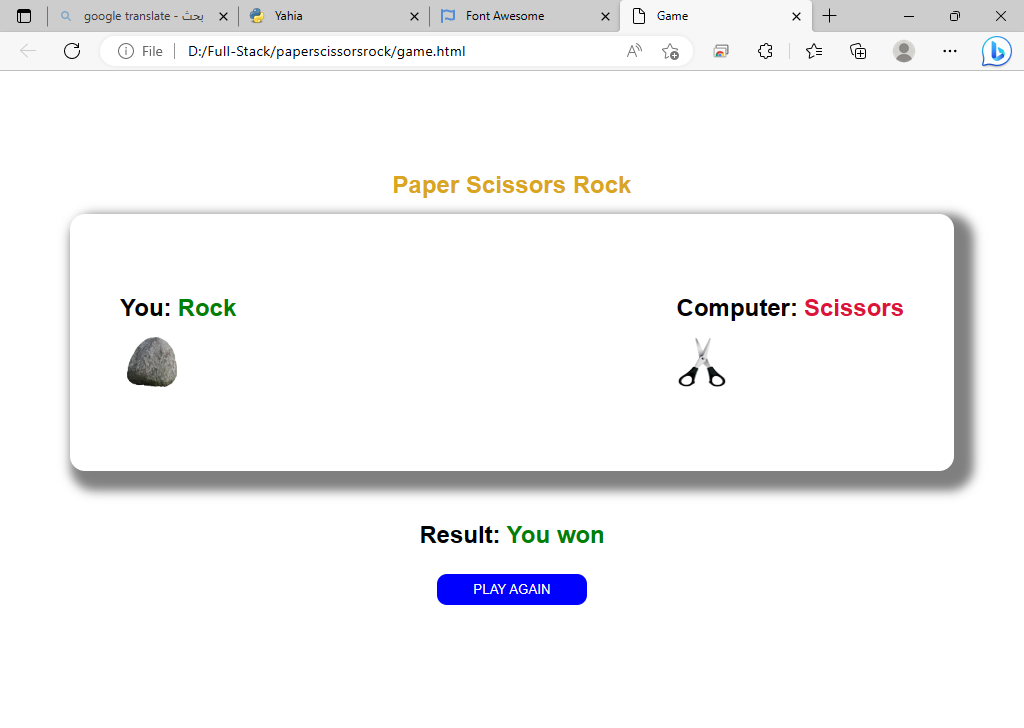 google translate - بحث
Yahia
Font Awesome
Game
File
D:/Full-Stack/paperscissorsrock/game.html
Paper Scissors Rock
You: Rock
Computer: Scissors
Result: You won
PLAY AGAIN